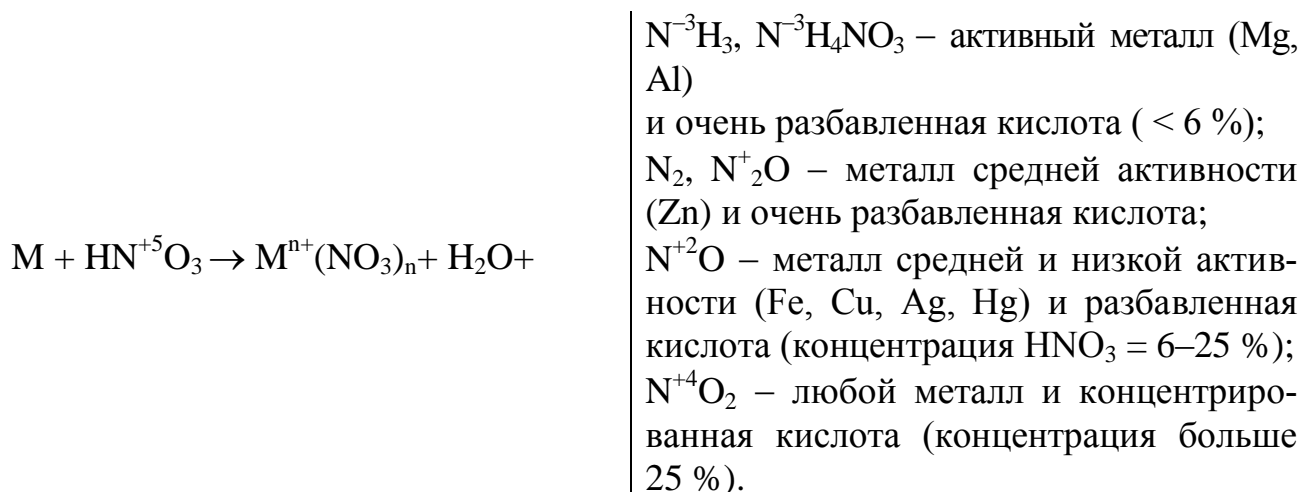 N⁻³H₃, N⁻³H₄NO₃ – активный металл (Mg,
Al)
и очень разбавленная кислота ( < 6 %);
N₂, N⁺₂O – металл средней активности
(Zn) и очень разбавленная кислота;
M + HN⁺⁵O₃ → Mⁿ⁺(NO₃)ₙ+ H₂O+
N⁺²O – металл средней и низкой актив-
ности (Fe, Cu, Ag, Hg) и разбавленная
кислота (концентрация HNO₃ = 6–25 %);
N⁺⁴O₂ – любой металл и концентриро-
ванная кислота (концентрация больше
25 %).